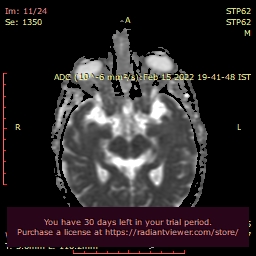 Im: 11/24
Se: 1350
STP62
STP62
M
A
ADC (10^-6 mm²/s): Feb 15 2022 19-41-48 IST
R
L
You have 30 days left in your trial period.
Purchase a license at https://radiantviewer.com/store/